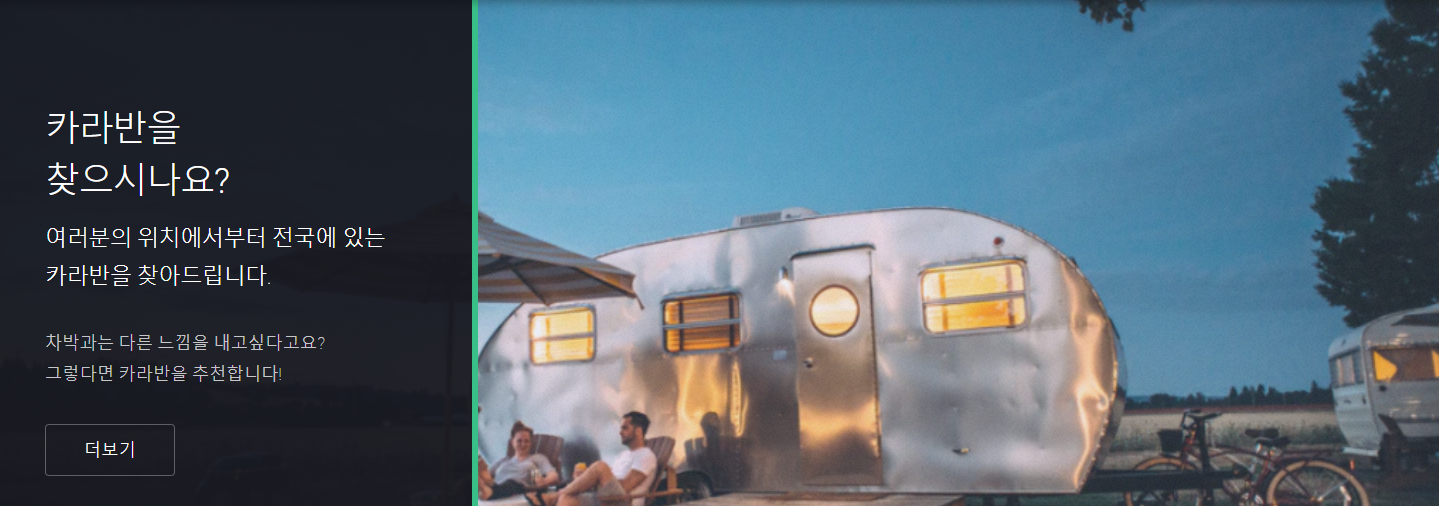 카라반을
찾으시나요?
여러분의 위치에서부터 전국에 있는
카라반을 찾아드립니다.
차박과는 다른 느낌을 내고싶다고요?
그렇다면 카라반을 추천합니다!
더보기